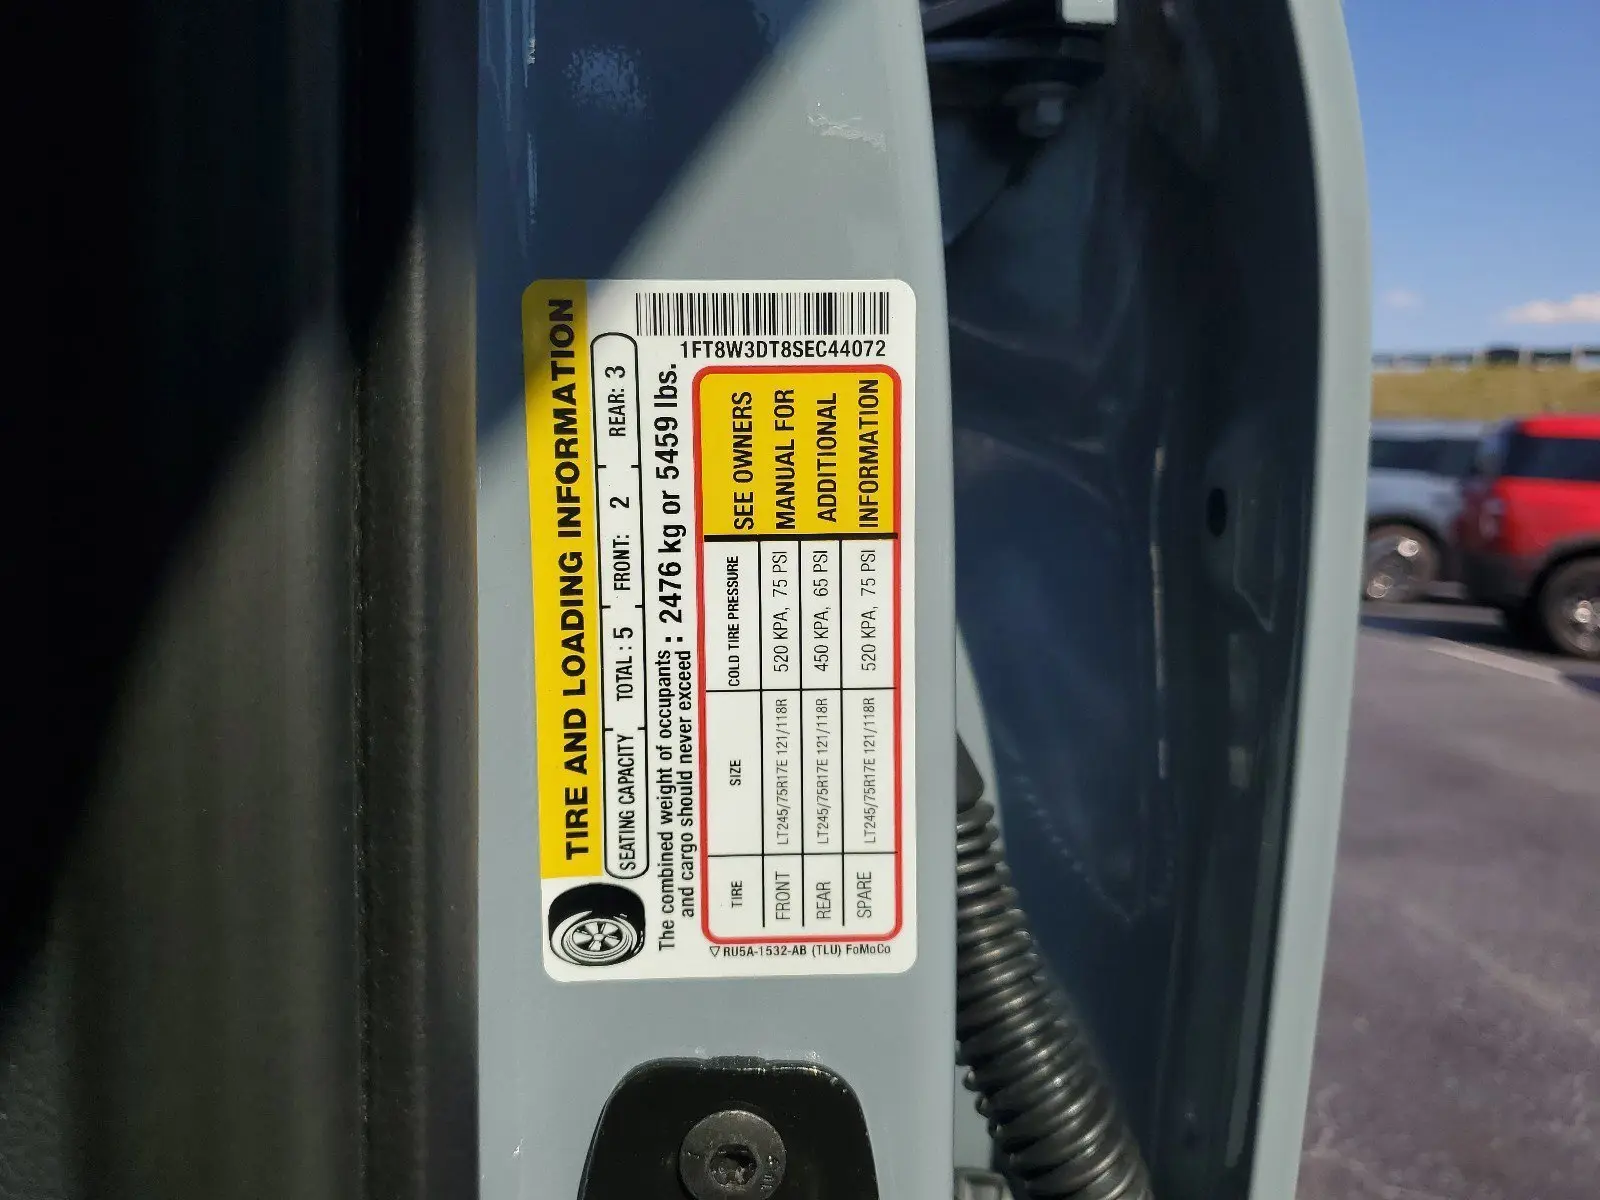 TIRE AND LOADING INFORMATION
SEATING CAPACITY TOTAL : 5 FRONT: 2 REAR: 3
The combined weight of occupants
and cargo should never exceed : 2476 kg or 5459 lbs.
1FT8W3DT8SEC44072
TIRE SIZE COLD TIRE PRESSURE
FRONT LT245/75R17E 121/118R 520 KPA, 75 PSI
REAR LT245/75R17E 121/118R 450 KPA, 65 PSI
SPARE LT245/75R17E 121/118R 520 KPA, 75 PSI
SEE OWNERS
MANUAL FOR
ADDITIONAL
INFORMATION
RU5A-1532-AB (TLU) FoMoCo